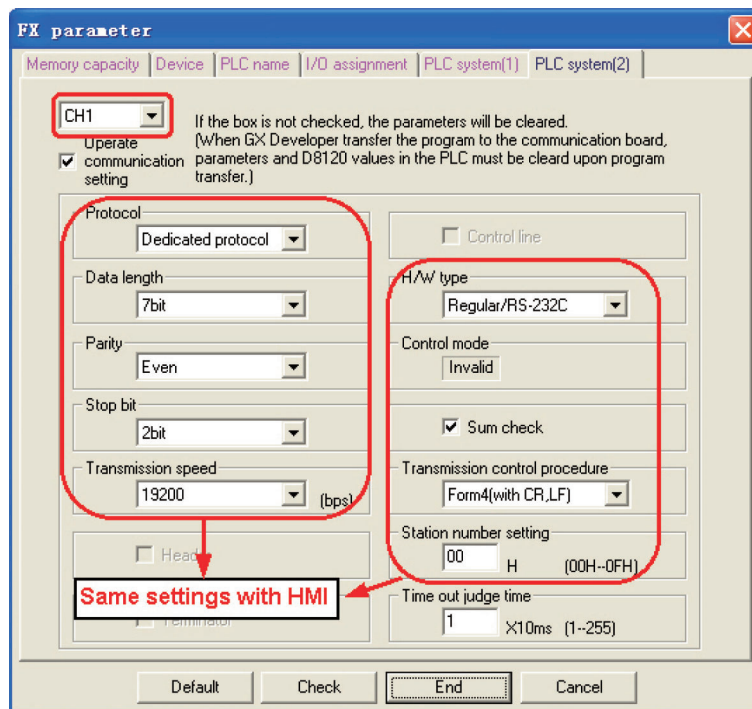 FX parameter
Memory capacity Device PLC name I/O assignment PLC system(1) PLC system(2)
CH1
If the box is not checked, the parameters will be cleared.
(When GX Developer transfer the program to the communication board,
parameters and D8120 values in the PLC must be cleard upon program
transfer.)
Operate
communication
setting
Protocol
Dedicated protocol
Control line
Data length
7bit
H/W type
Regular/RS-232C
Parity
Even
Control mode
Invalid
Stop bit
2bit
Sum check
Transmission speed
19200 (bps)
Transmission control procedure
Form4(with CR,LF)
Header
Station number setting
00 H (00H--0FH)
Same settings with HMI
Terminator
Time out judge time
1 X10ms (1--255)
Default Check End Cancel